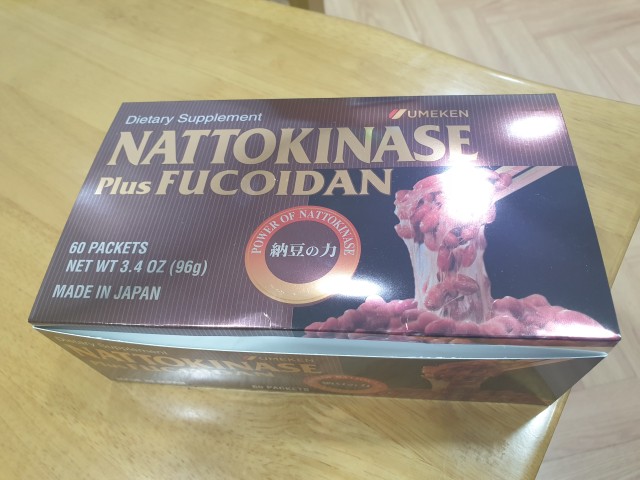 Dietary Supplement
UMEKEN
NATTOKINASE
Plus FUCOIDAN
POWER OF NATTOKINASE
納豆の力
60 PACKETS
NET WT 3.4 OZ (96g)
MADE IN JAPAN
UMEKEN
NATTOKINASE
60 PACKETS